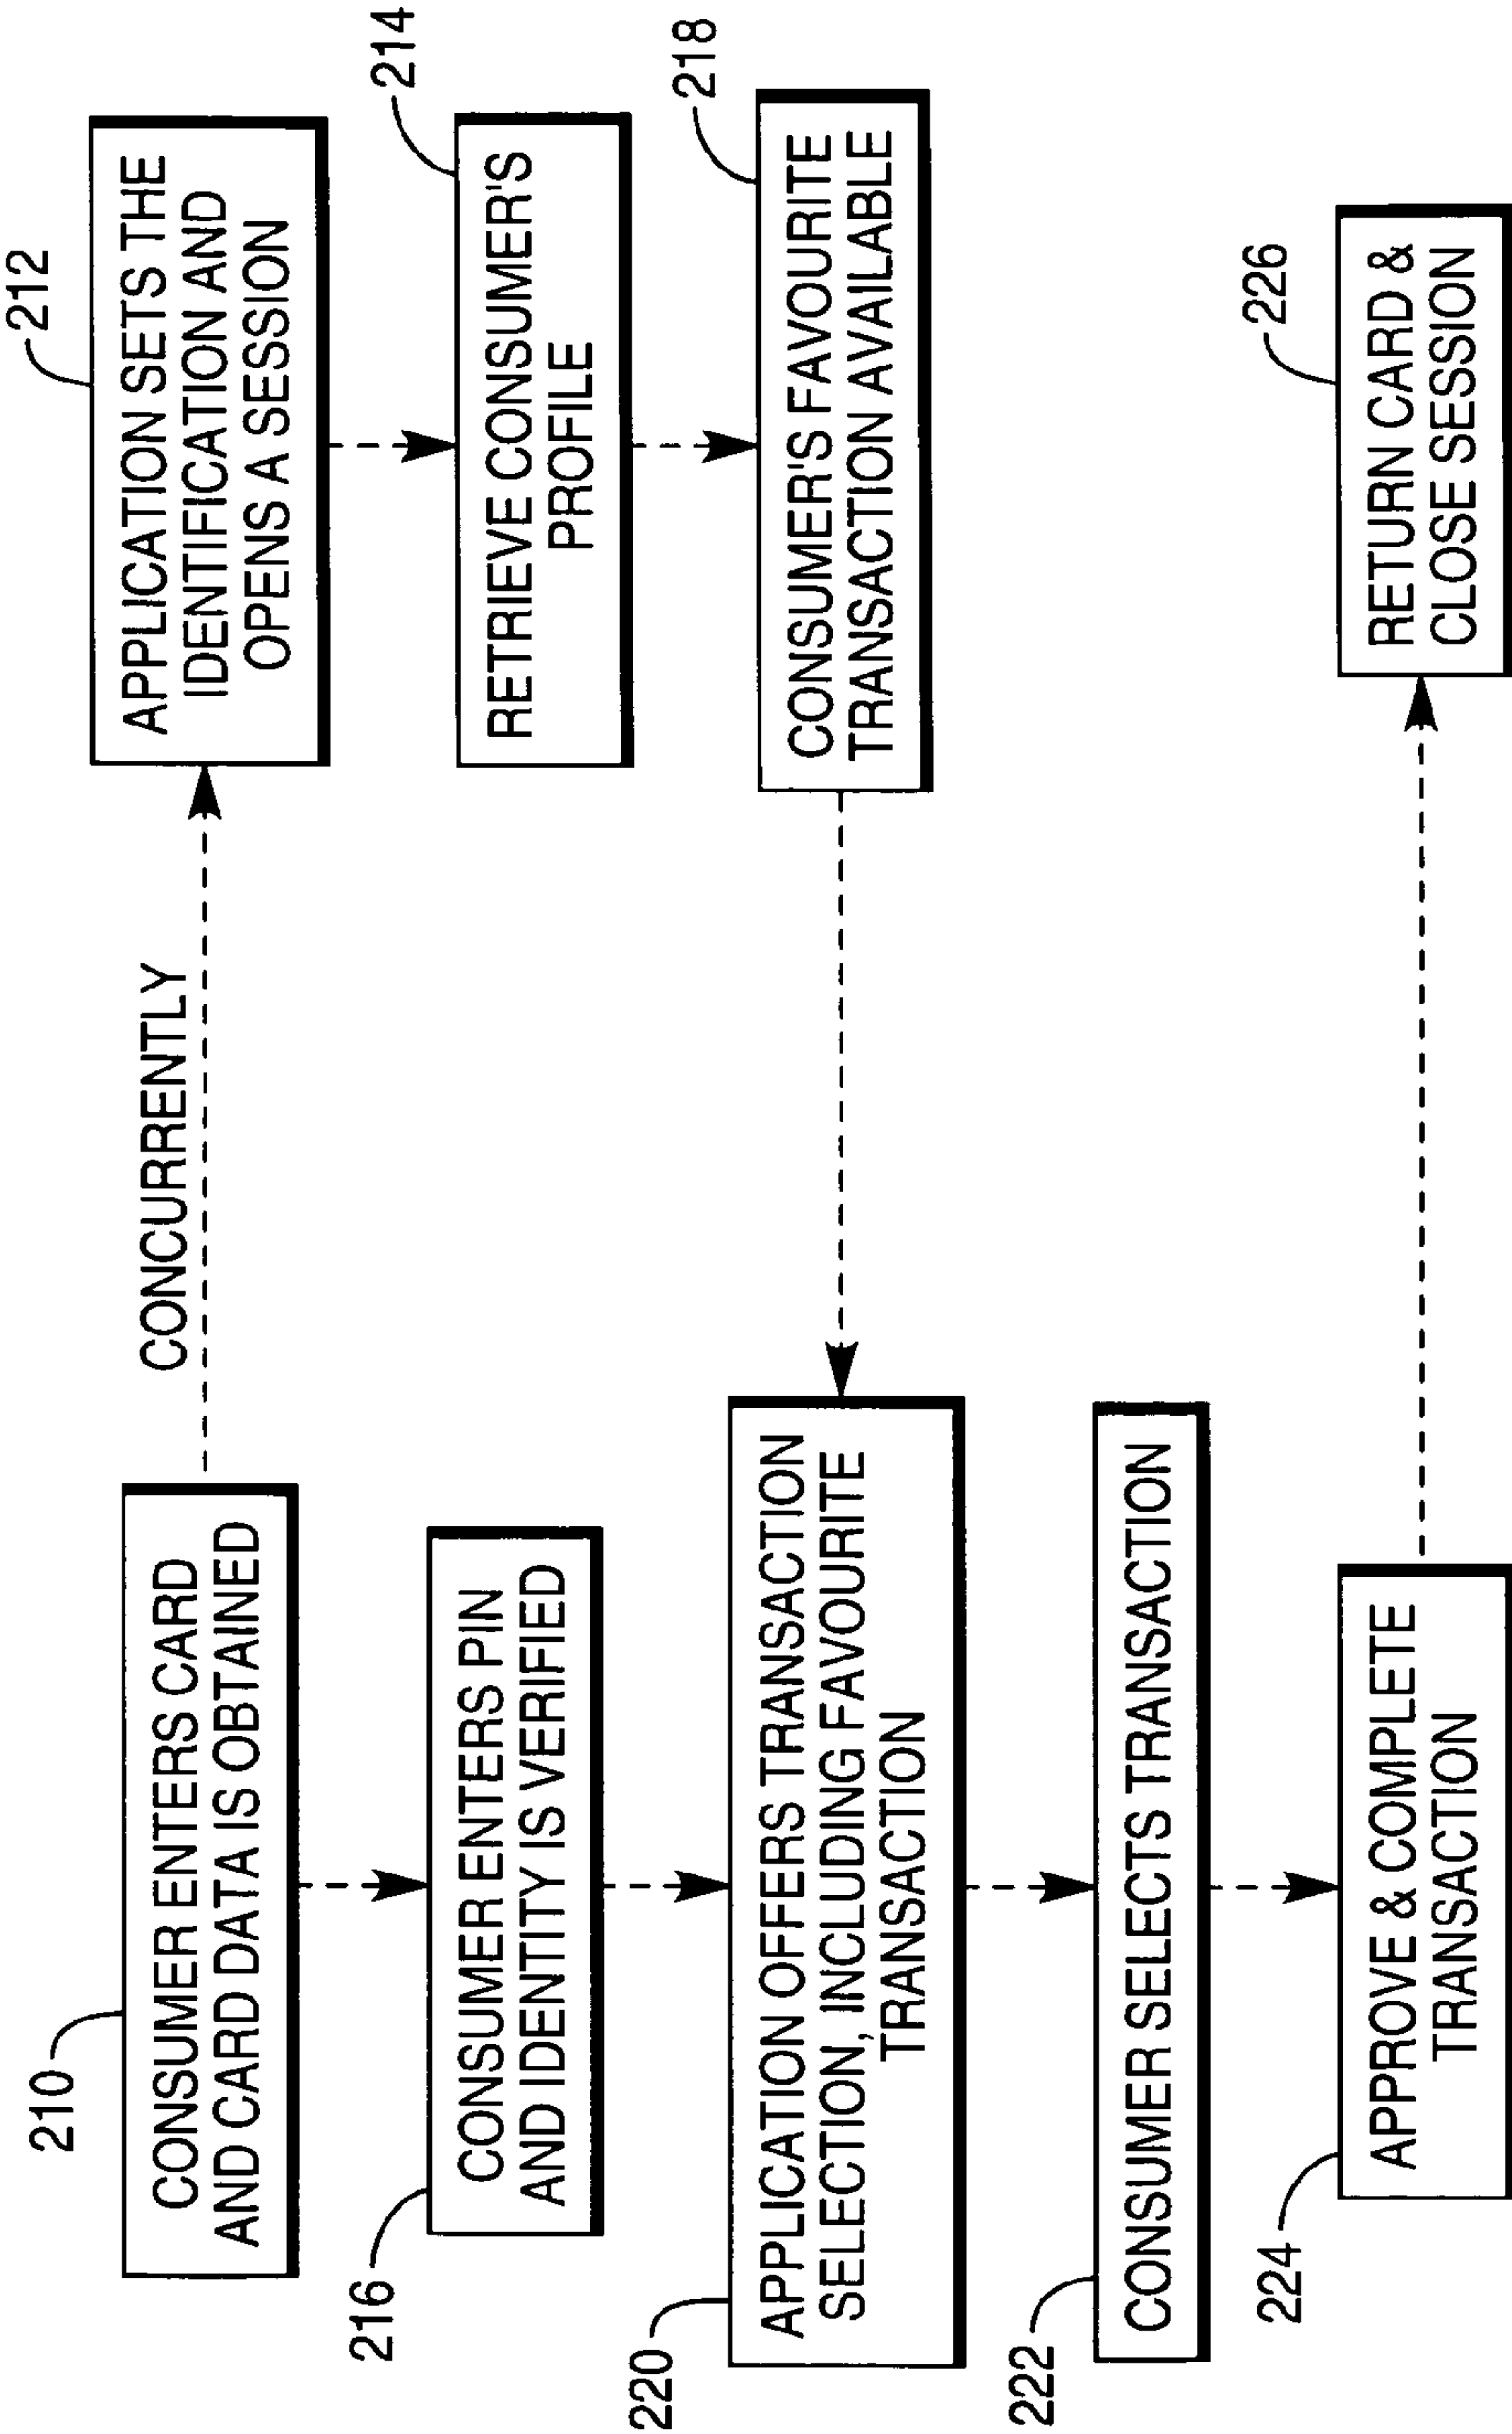 210
CONSUMER ENTERS CARD
AND CARD DATA IS OBTAINED
CONCURRENTLY
212
APPLICATION SETS THE
IDENTIFICATION AND
OPENS A SESSION
216
CONSUMER ENTERS PIN
AND IDENTITY IS VERIFIED
214
RETRIEVE CONSUMER'S
PROFILE
220
APPLICATION OFFERS TRANSACTION
SELECTION, INCLUDING FAVOURITE
TRANSACTION
218
CONSUMER'S FAVOURITE
TRANSACTION AVAILABLE
222
CONSUMER SELECTS TRANSACTION
224
APPROVE & COMPLETE
TRANSACTION
226
RETURN CARD &
CLOSE SESSION